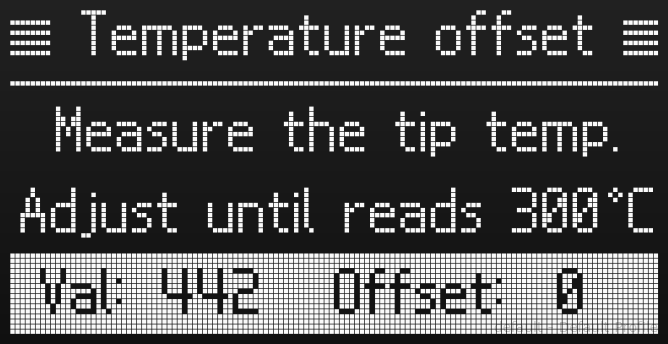 Temperature offset
Measure the tip temp.
Adjust until reads 300°C
Val: 442 Offset: 0